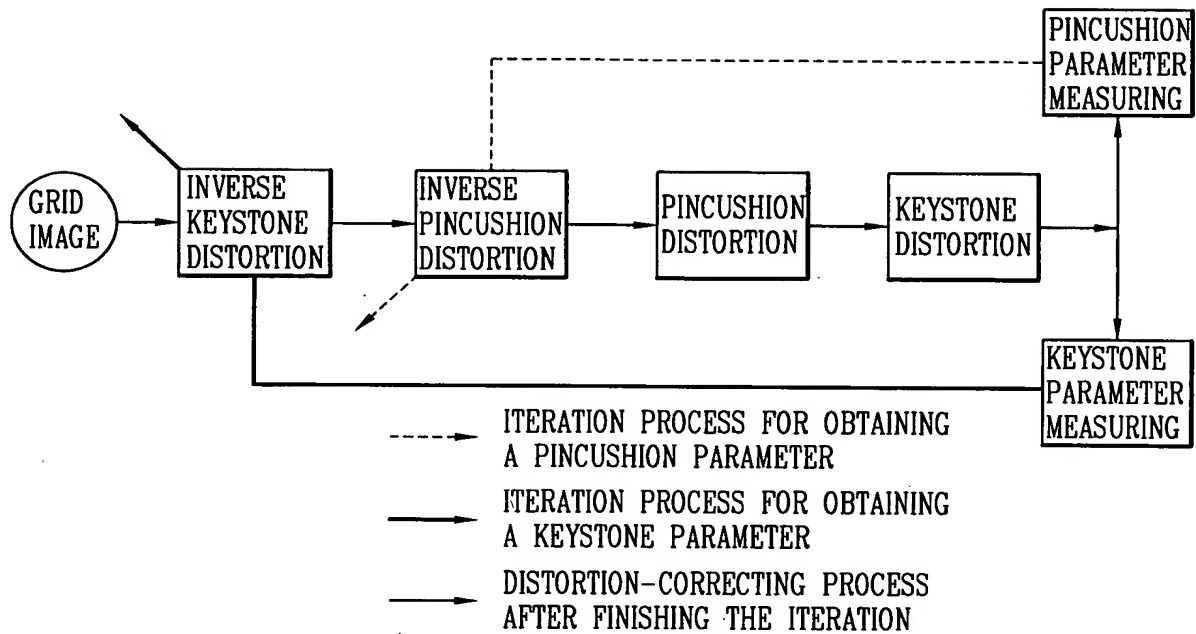 PINCUSHION
PARAMETER
MEASURING
GRID
IMAGE
INVERSE
KEYSTONE
DISTORTION
INVERSE
PINCUSHION
DISTORTION
PINCUSHION
DISTORTION
KEYSTONE
DISTORTION
KEYSTONE
PARAMETER
MEASURING
ITERATION PROCESS FOR OBTAINING
A PINCUSHION PARAMETER
ITERATION PROCESS FOR OBTAINING
A KEYSTONE PARAMETER
DISTORTION-CORRECTING PROCESS
AFTER FINISHING THE ITERATION